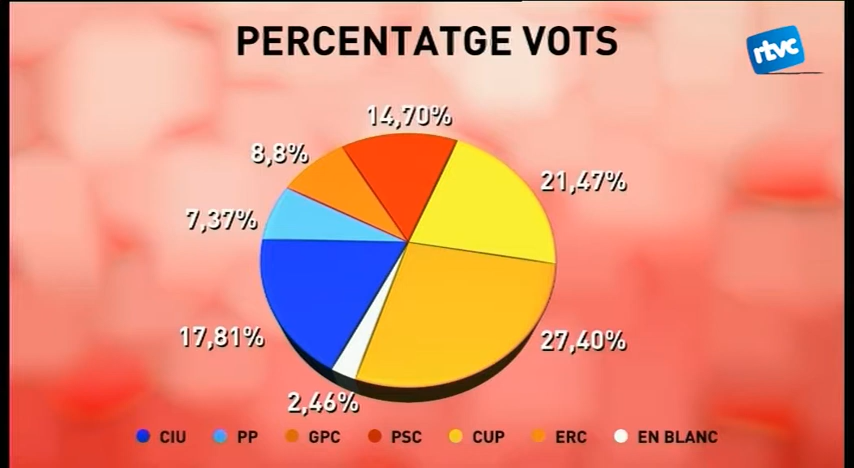 PERCENTATGE VOTS
rtvc
14,70%
8,8%
21,47%
7,37%
17,81%
27,40%
2,46%
CIU PP GPC PSC CUP ERC EN BLANC